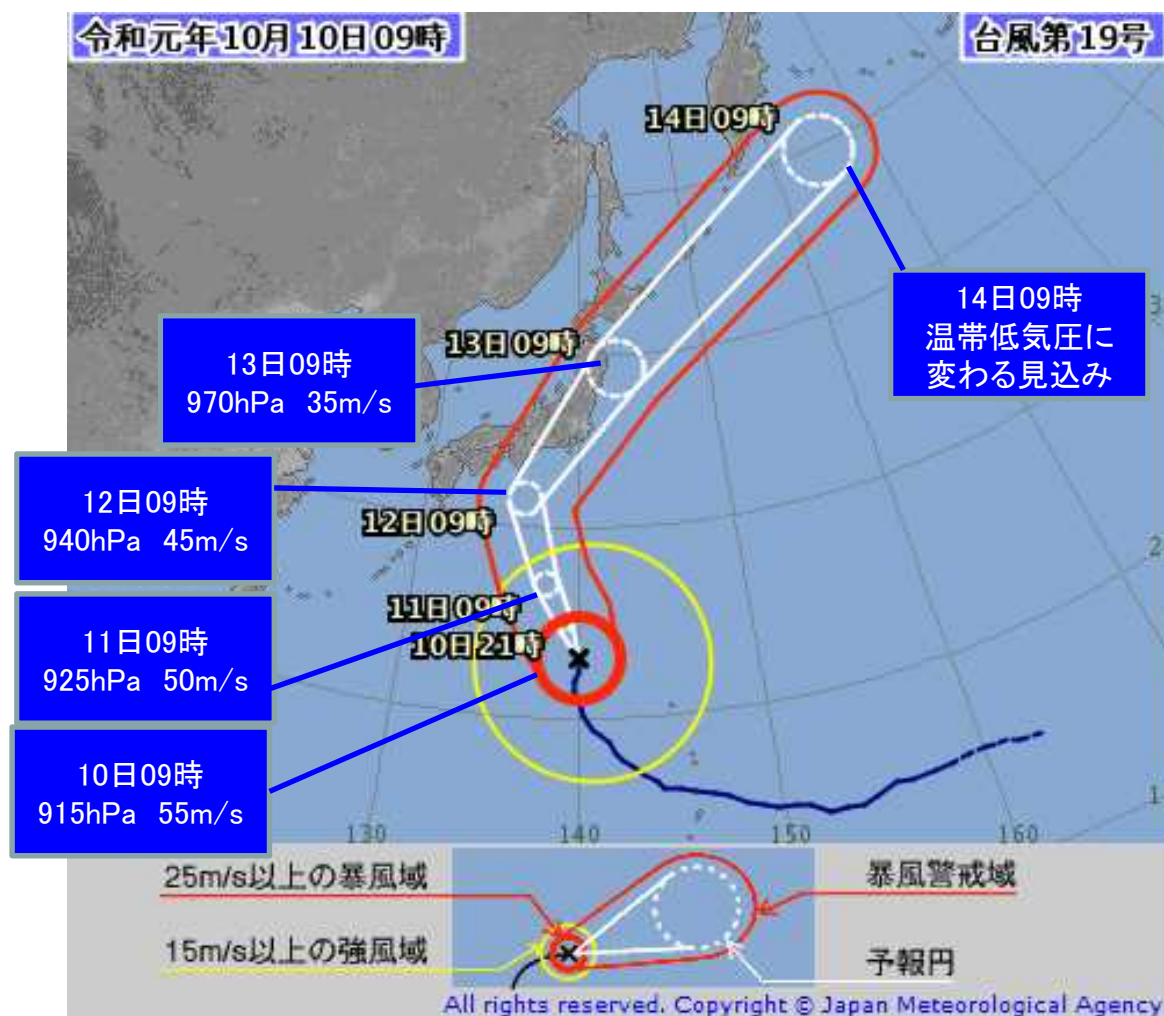 令和元年10月10日09時
台風第19号
14日09時
14日09時
温帯低気圧に
変わる見込み
13日09時
13日09時
970hPa 35m/s
12日09時
940hPa 45m/s
12日09時
11日09時
10日21時
11日09時
925hPa 50m/s
10日09時
915hPa 55m/s
130
140
150
160
3
2
1
25m/s以上の暴風域
暴風警戒域
15m/s以上の強風域
予報円
All rights reserved. Copyright © Japan Meteorological Agency